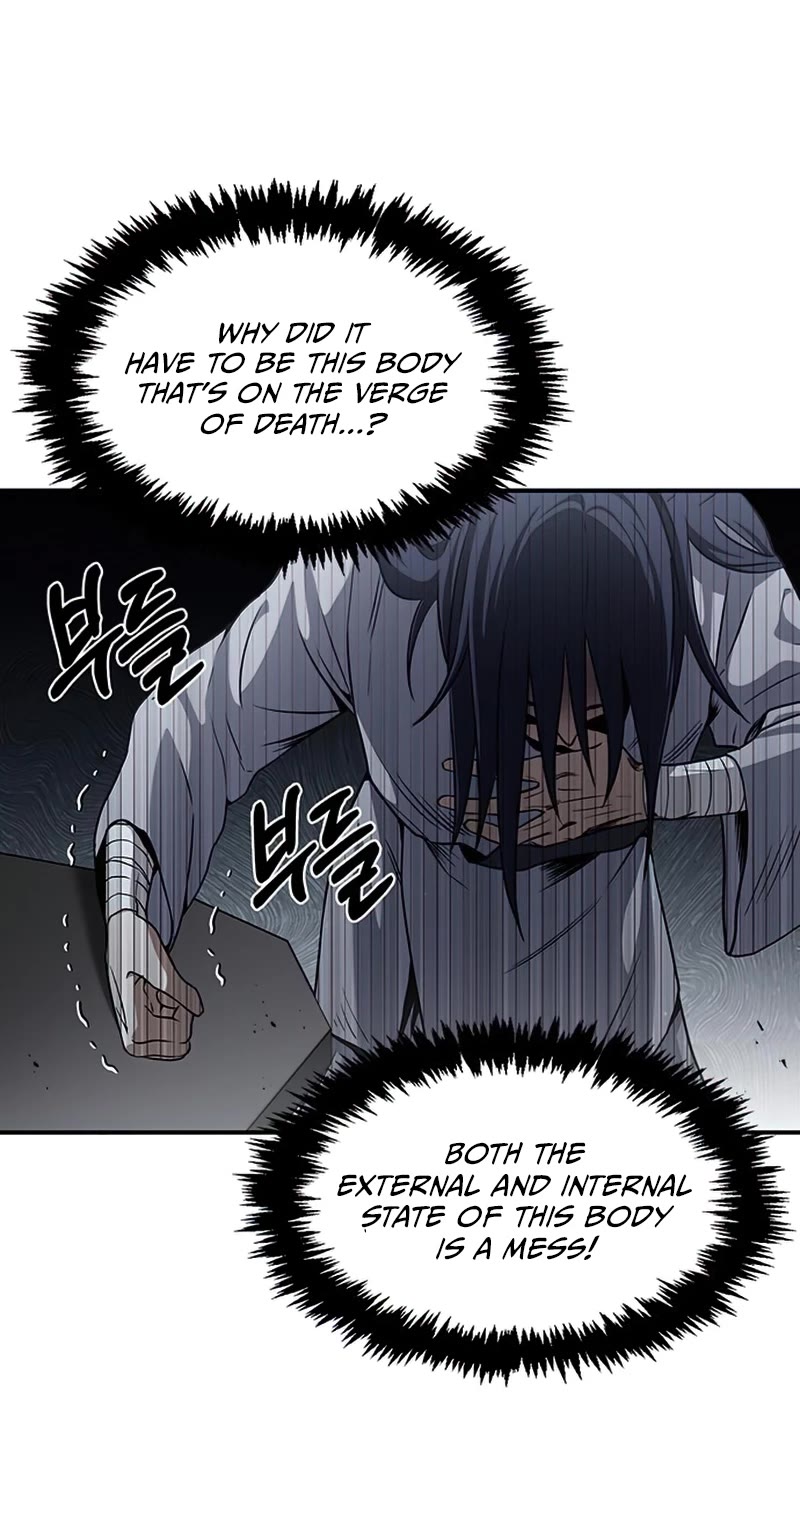 WHY DID IT
HAVE TO BE THIS BODY
THAT'S ON THE VERGE
OF DEATH...?
부들
부들
BOTH THE
EXTERNAL AND INTERNAL
STATE OF THIS BODY
IS A MESS!